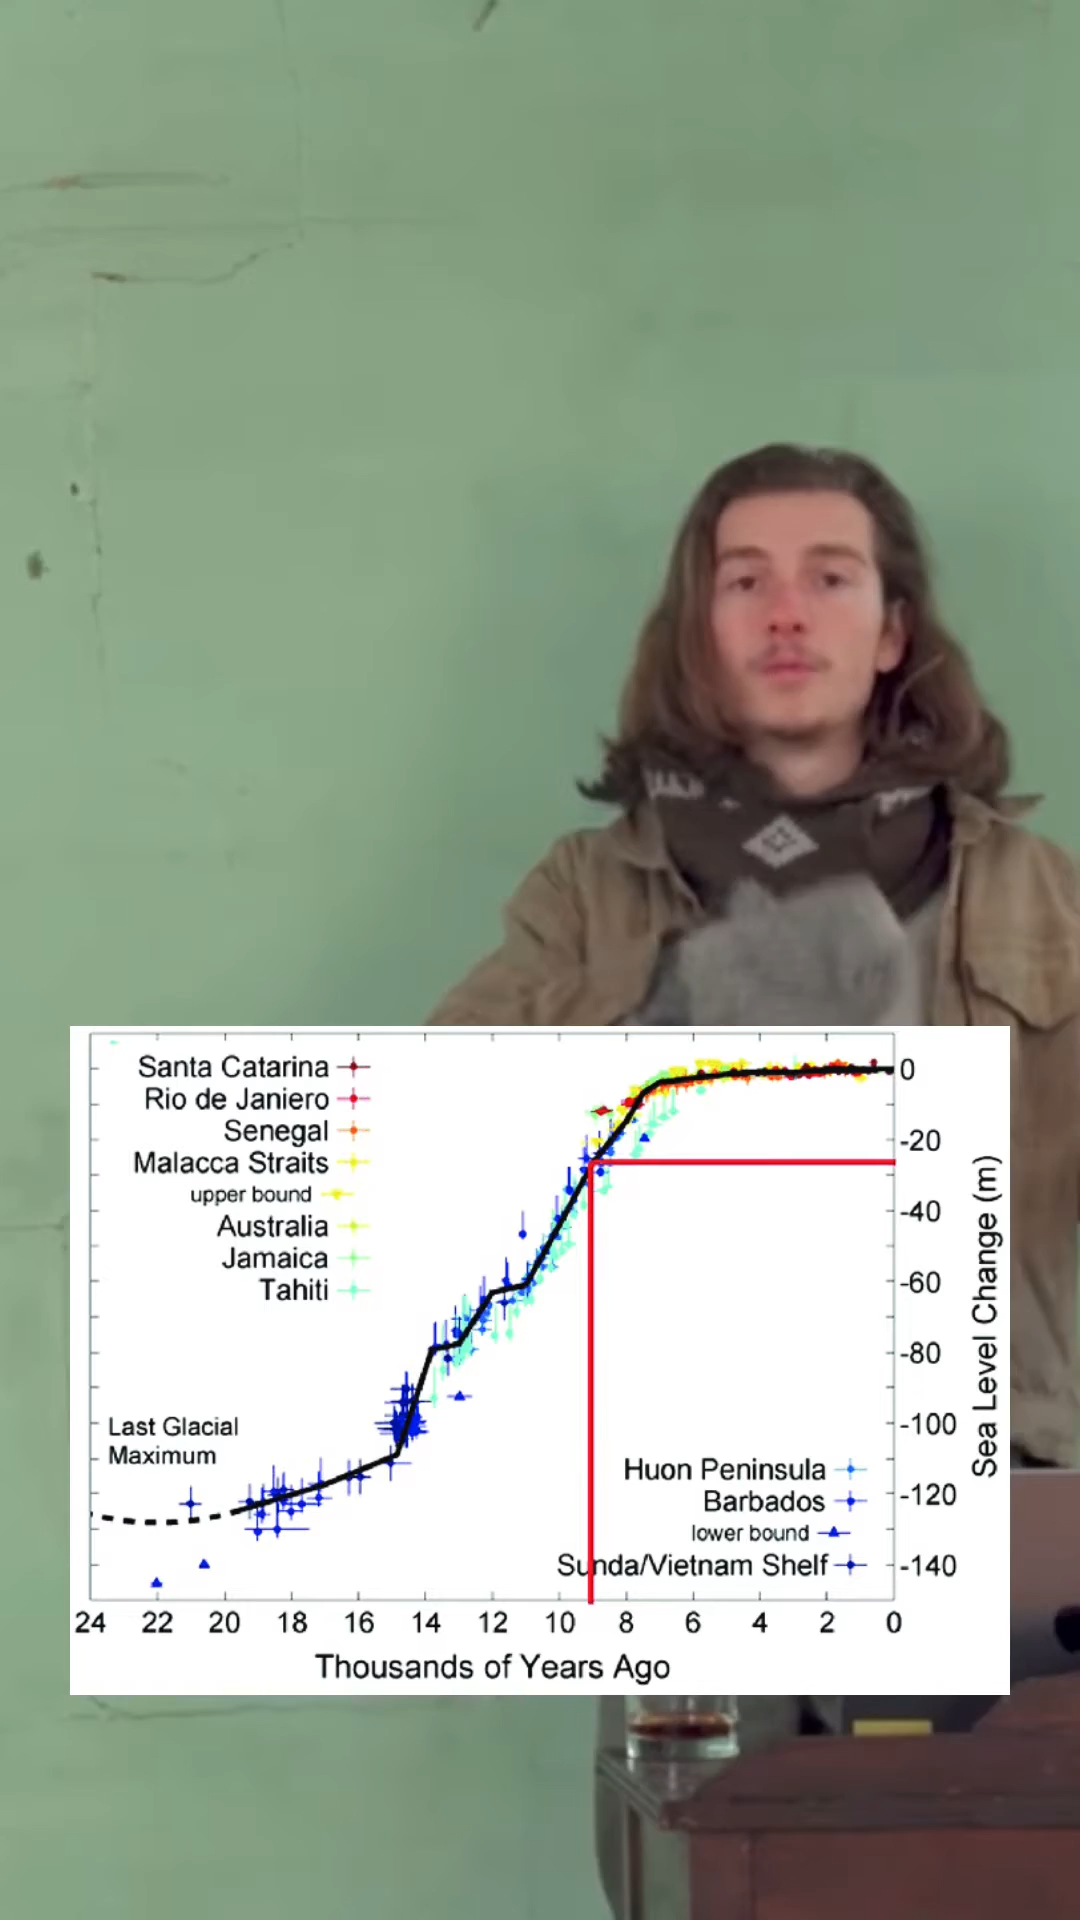 Santa Catarina
Rio de Janiero
Senegal
Malacca Straits
upper bound
Australia
Jamaica
Tahiti
Last Glacial
Maximum
Huon Peninsula
Barbados
lower bound
Sunda/Vietnam Shelf
0
-20
-40
-60
-80
-100
-120
-140
Sea Level Change (m)
24 22 20 18 16 14 12 10 8 6 4 2 0
Thousands of Years Ago